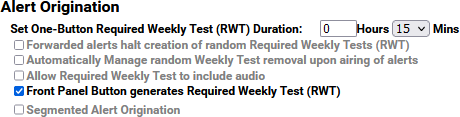 Alert Origination
Set One-Button Required Weekly Test (RWT) Duration: 0 Hours 15 Mins
Forwarded alerts halt creation of random Required Weekly Tests (RWT)
Automatically Manage random Weekly Test removal upon airing of alerts
Allow Required Weekly Test to include audio
Front Panel Button generates Required Weekly Test (RWT)
Segmented Alert Origination